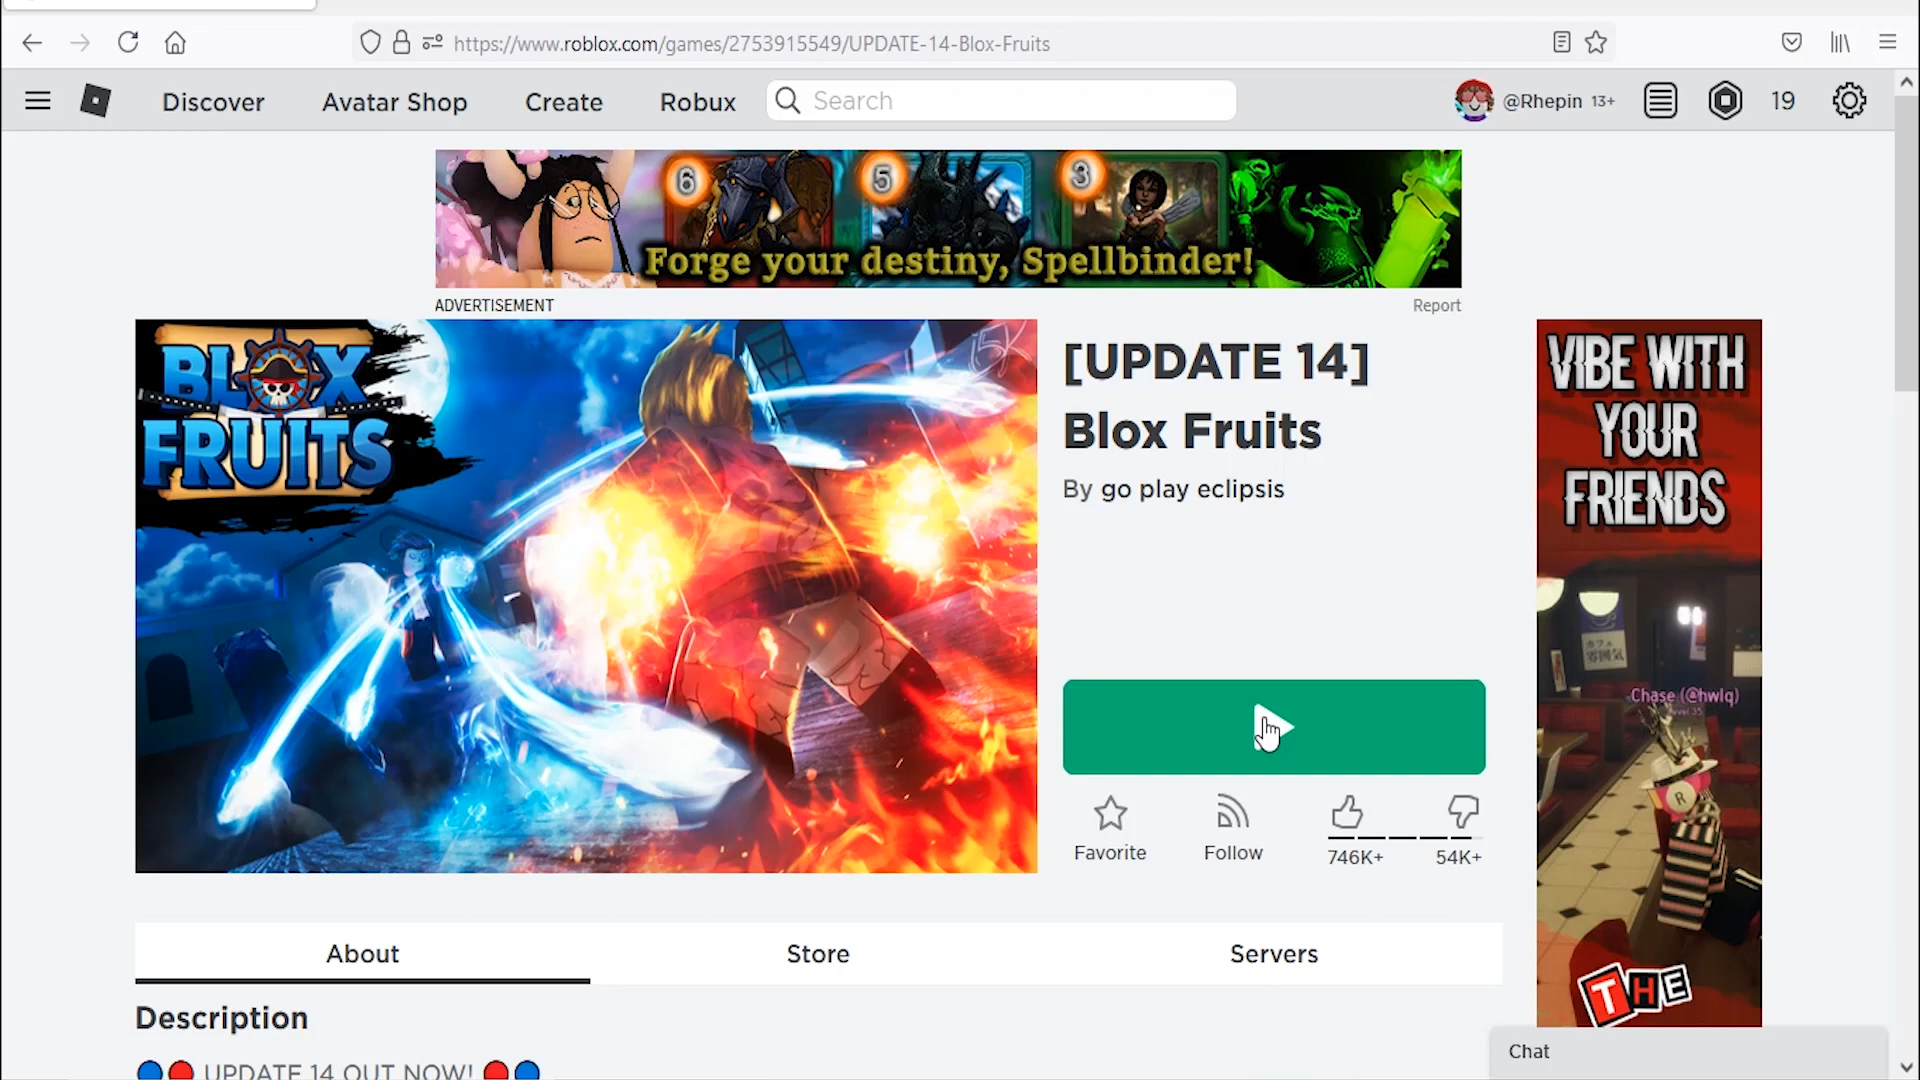 https://www.roblox.com/games/2753915549/UPDATE-14-Blox-Fruits
Discover
Avatar Shop
Create
Robux
Search
@Rhepin 13+
19
6
5
3
Forge your destiny, Spellbinder!
ADVERTISEMENT
Report
BLOX
FRUITS
[UPDATE 14]
Blox Fruits
By go play eclipsis
VIBE WITH
YOUR
FRIENDS
Chase (@hwlq)
Level 35
R
THE
Favorite
Follow
746K+
54K+
About
Store
Servers
Description
UPDATE 14 OUT NOW!
Chat